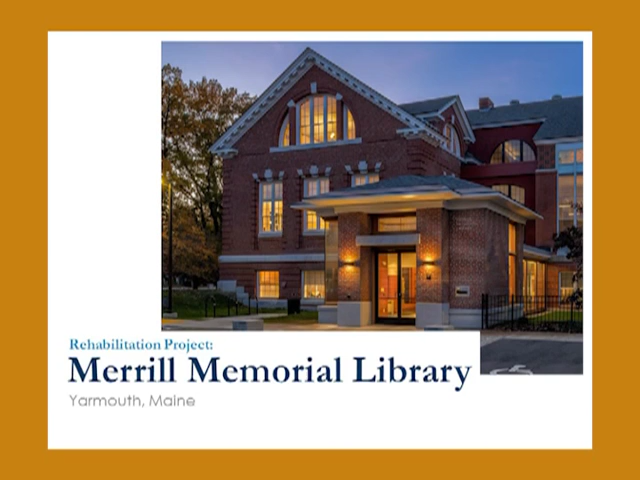 Rehabilitation Project:
Merrill Memorial Library
Yarmouth, Maine